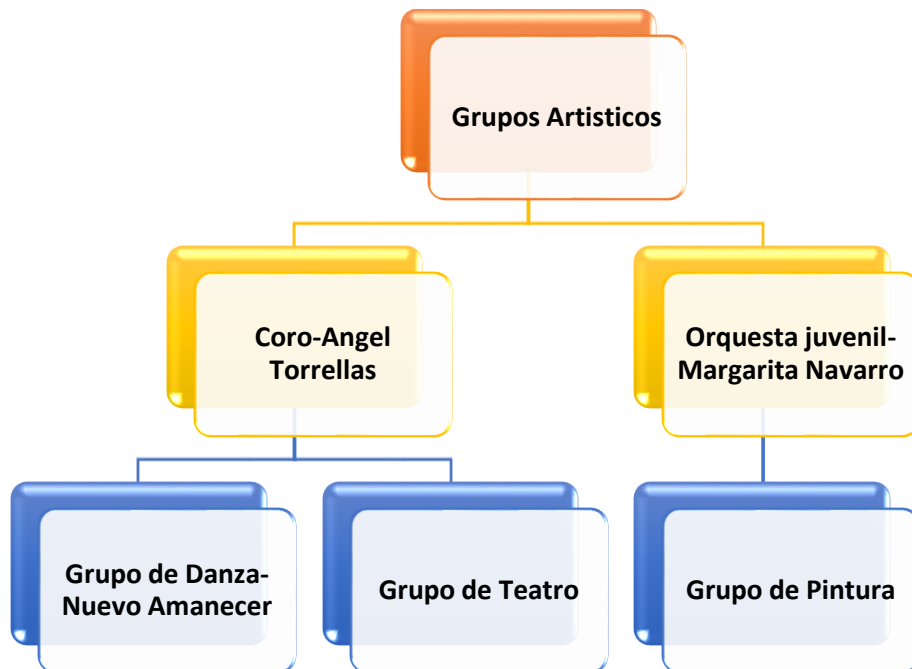 Grupos Artisticos
Coro-Angel
Torrellas
Orquesta juvenil-
Margarita Navarro
Grupo de Danza-
Nuevo Amanecer
Grupo de Teatro
Grupo de Pintura